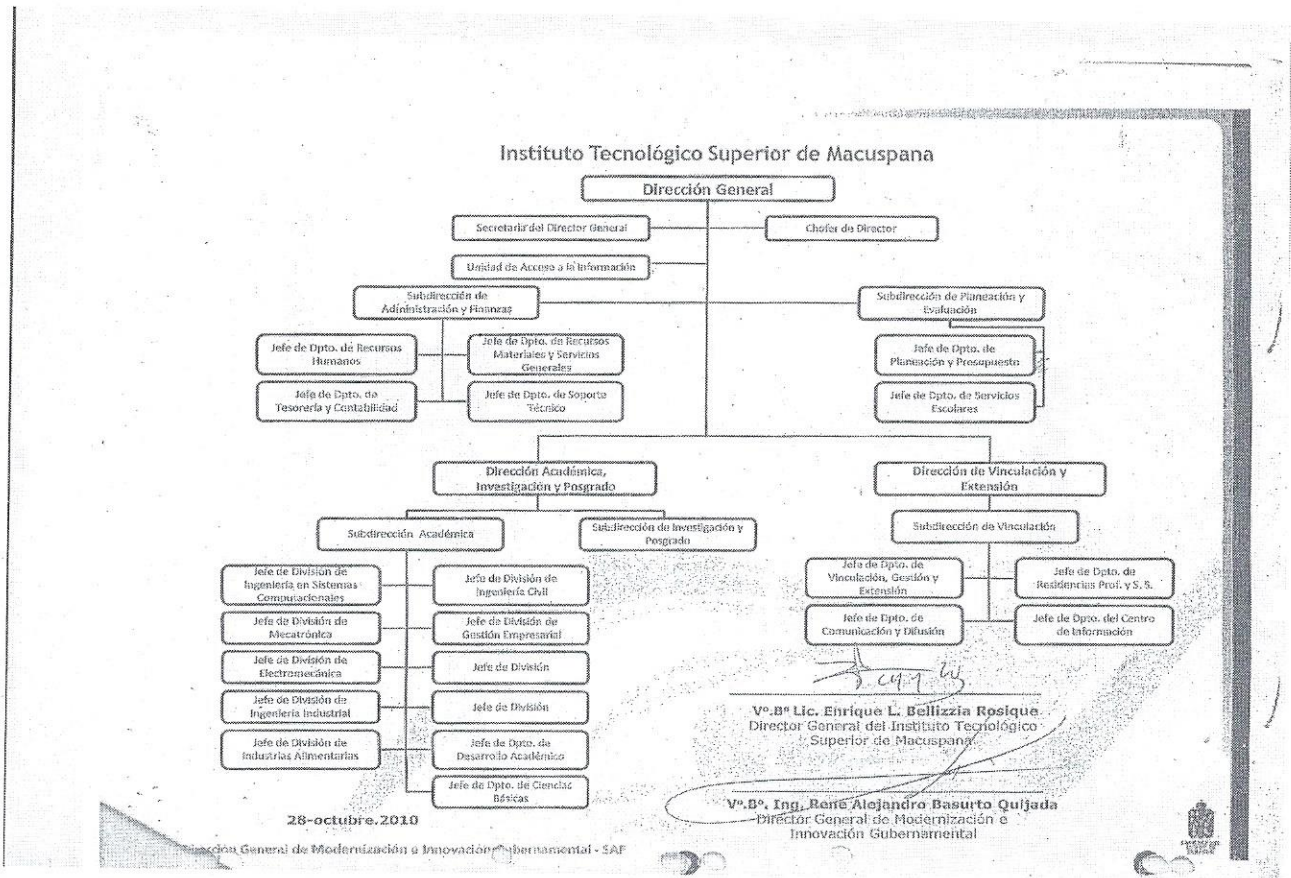 Instituto Tecnológico Superior de Macuspana
Dirección General
Secretaria del Director General
Chofer de Director
Unidad de Acceso a la Información
Subdirección de
Administración y Finanzas
Subdirección de Planeación y
Evaluación
Jefe de Dpto. de Recursos
Humanos
Jefe de Dpto. de Recursos
Materiales y Servicios
Generales
Jefe de Dpto. de
Tesorería y Contabilidad
Jefe de Dpto. de Soporte
Técnico
Jefe de Dpto. de
Planeación y Presupuesto
Jefe de Dpto. de Servicios
Escolares
Dirección Académica,
Investigación y Posgrado
Dirección de Vinculación y
Extensión
Subdirección Académica
Subdirección de Investigación y
Posgrado
Subdirección de Vinculación
Jefe de División de
Ingeniería en Sistemas
Computacionales
Jefe de División de
Ingeniería Civil
Jefe de División de
Mecatrónica
Jefe de División de
Gestión Empresarial
Jefe de División de
Electromecánica
Jefe de División
Jefe de División de
Ingeniería Industrial
Jefe de División
Jefe de División de
Industrias Alimentarias
Jefe de Dpto. de
Desarrollo Académico
Jefe de Dpto. de Ciencias
Básicas
Jefe de Dpto. de
Vinculación, Gestión y
Extensión
Jefe de Dpto. de
Residencias Prof. y S. S.
Jefe de Dpto. de
Comunicación y Difusión
Jefe de Dpto. del Centro
de Información
Vº.Bº Lic. Enrique L. Bellizzia Rosique
Director General del Instituto Tecnológico
Superior de Macuspana
Vº.Bº. Ing. René Alejandro Basurto Quijada
Director General de Modernización e
Innovación Gubernamental
28-octubre.2010
Dirección General de Modernización e Innovación Gubernamental - SAF